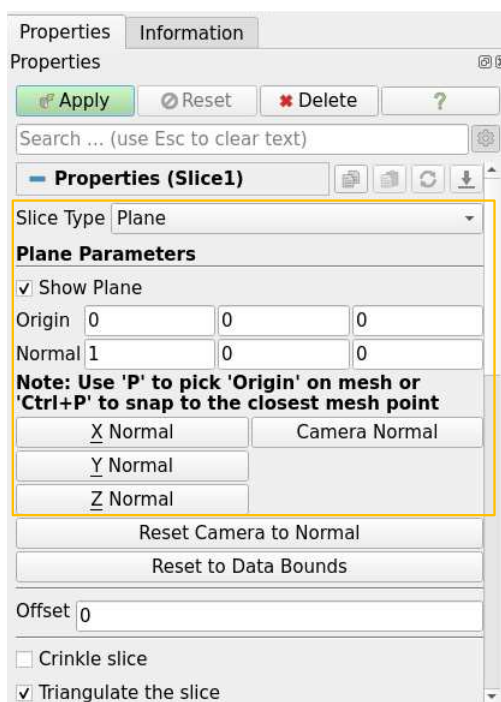 Properties Information
Properties
Apply Reset Delete ?
Search ... (use Esc to clear text)
Properties (Slice1)
Slice Type Plane
Plane Parameters
Show Plane
Origin 0 0 0
Normal 1 0 0
Note: Use 'P' to pick 'Origin' on mesh or
'Ctrl+P' to snap to the closest mesh point
X Normal Camera Normal
Y Normal
Z Normal
Reset Camera to Normal
Reset to Data Bounds
Offset 0
Crinkle slice
Triangulate the slice